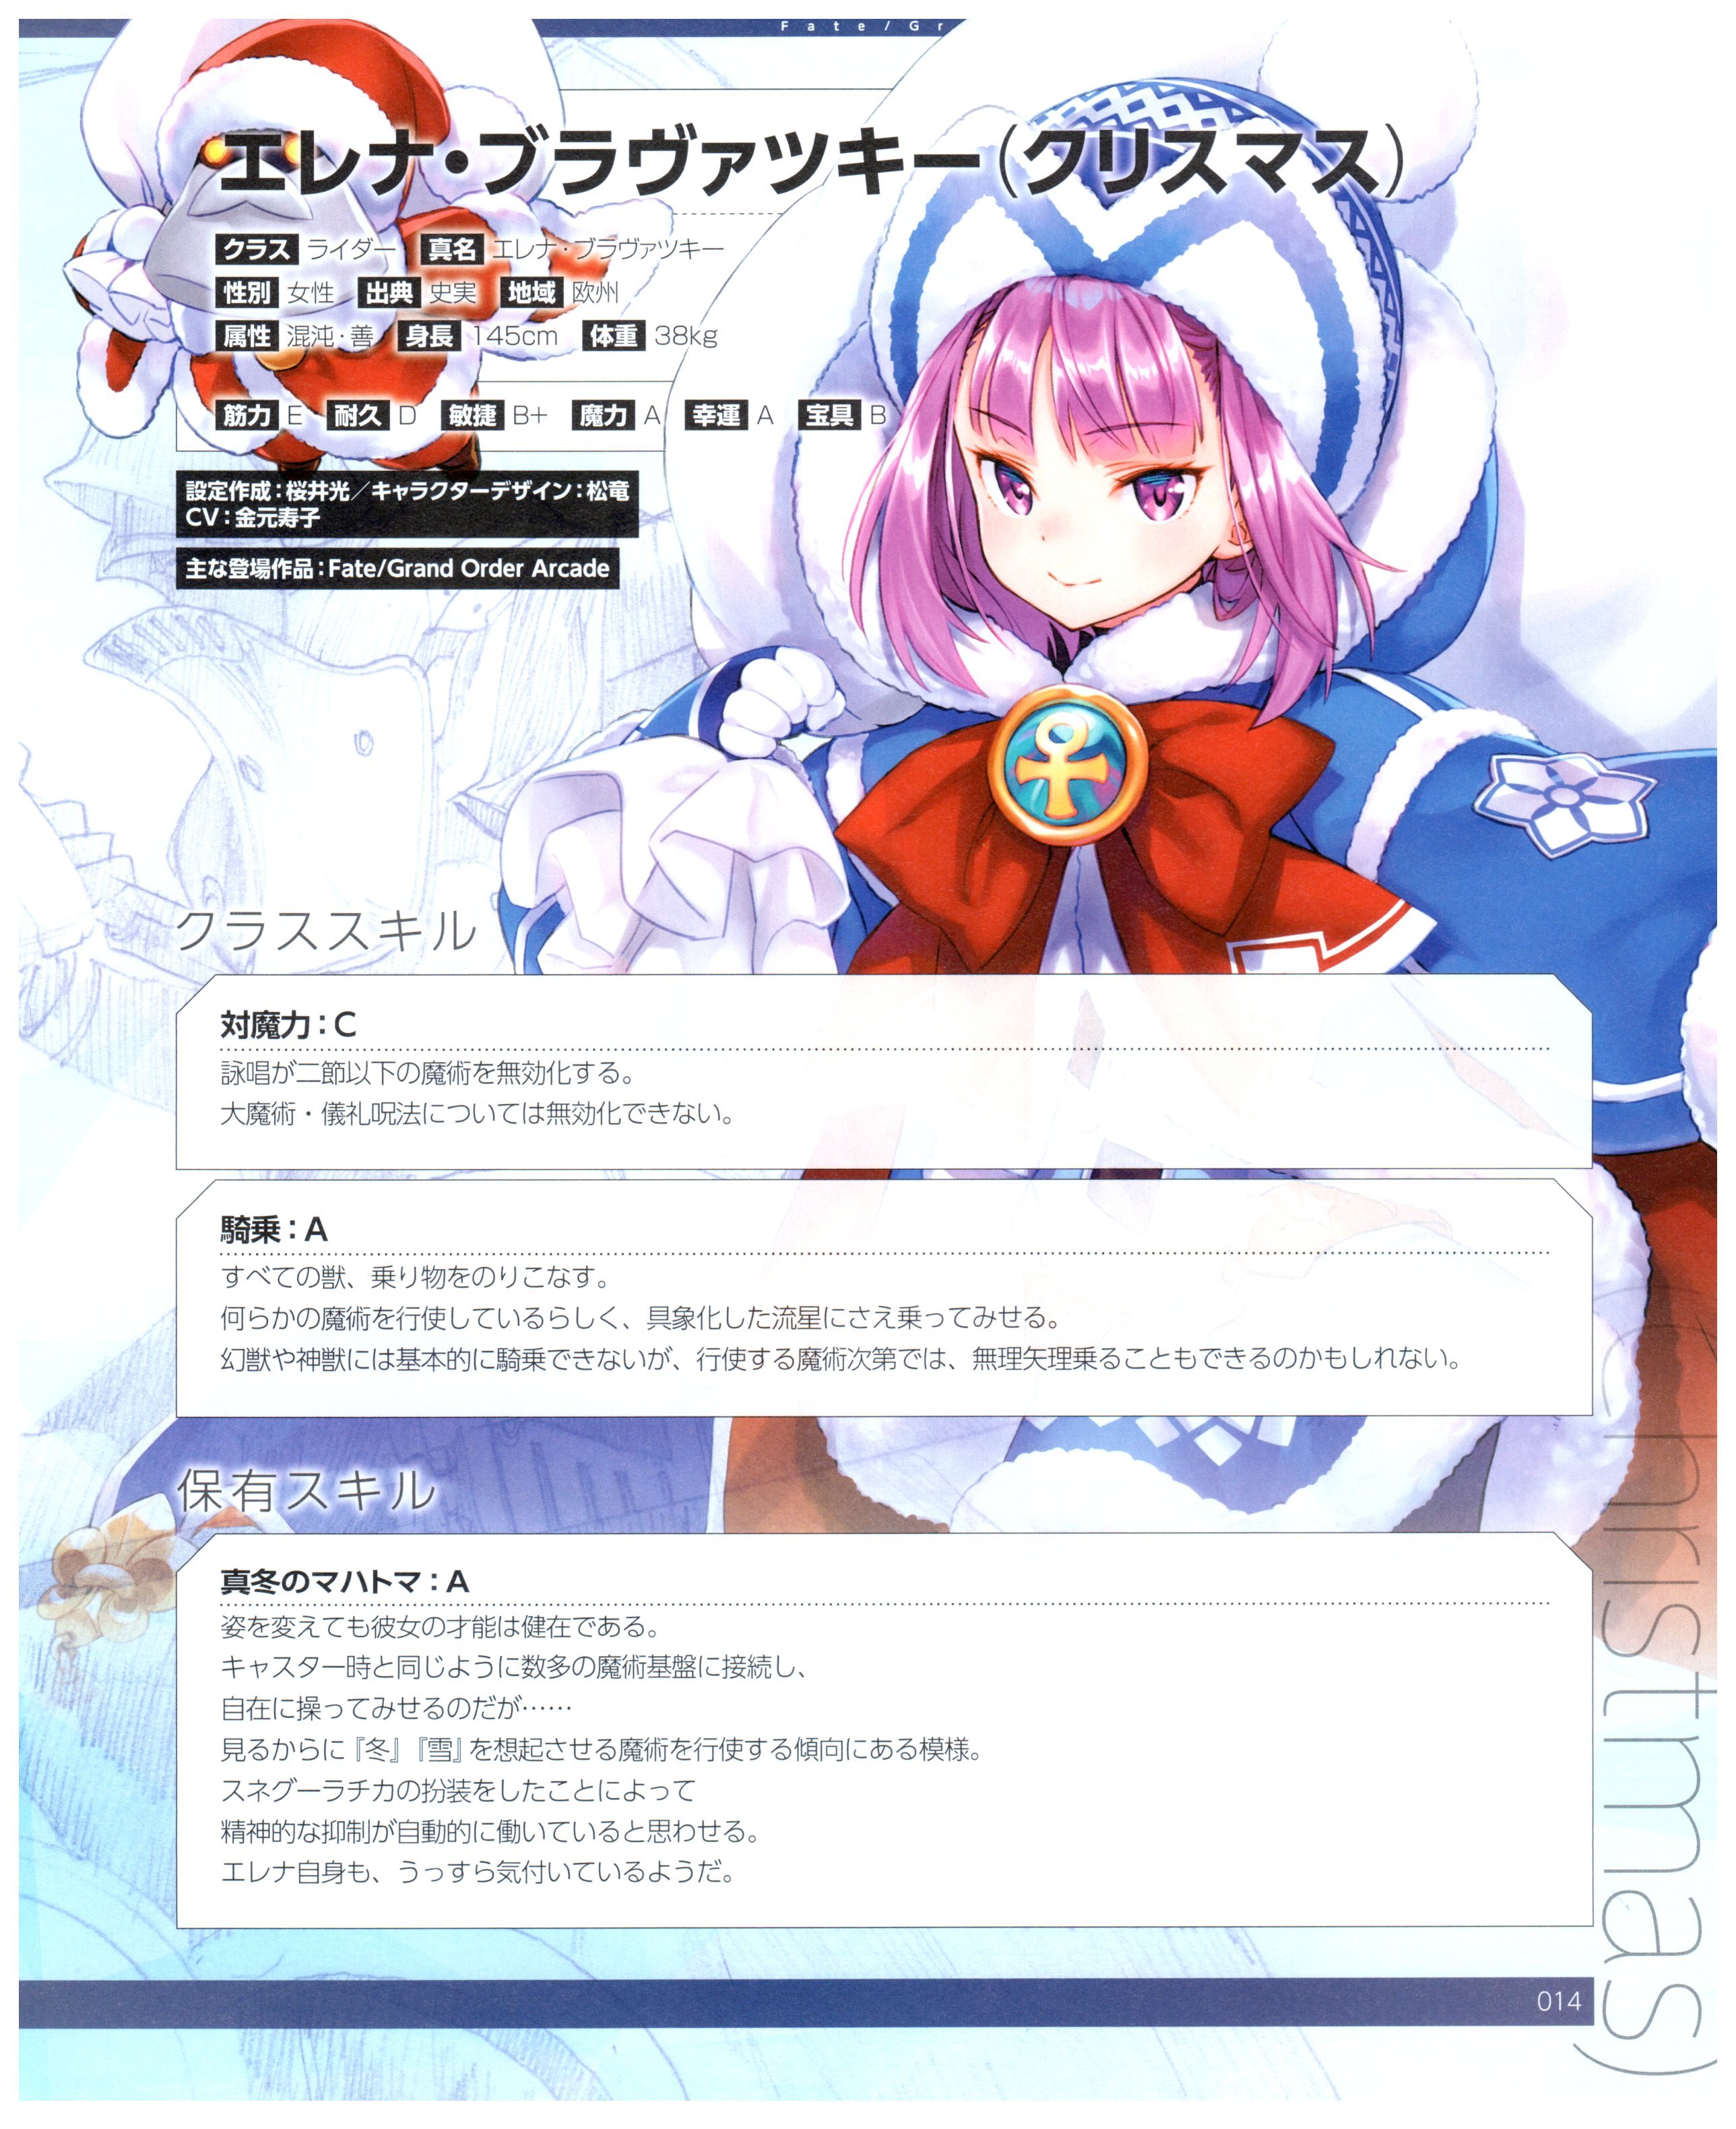 Fate/Gr
エレナ・ブラヴァツキー(クリスマス)
クラス ライダー 真名 エレナ・ブラヴァツキー
性別 女性 出典 史実 地域 欧州
属性 混沌・善 身長 145cm 体重 38kg
筋力 E 耐久 D 敏捷 B+ 魔力 A 幸運 A 宝具 B
設定作成：桜井光／キャラクターデザイン：松竜
CV：金元寿子
主な登場作品：Fate/Grand Order Arcade
クラススキル
対魔力：C
詠唱が二節以下の魔術を無効化する。
大魔術・儀礼呪法については無効化できない。
騎乗：A
すべての獣、乗り物をのりこなす。
何らかの魔術を行使しているらしく、具象化した流星にさえ乗ってみせる。
幻獣や神獣には基本的に騎乗できないが、行使する魔術次第では、無理矢理乗ることもできるのかもしれない。
保有スキル
真冬のマハトマ：A
姿を変えても彼女の才能は健在である。
キャスター時と同じように数多の魔術基盤に接続し、
自在に操ってみせるのだが……
見るからに『冬』『雪』を想起させる魔術を行使する傾向にある模様。
スネグーラチカの扮装をしたことによって
精神的な抑制が自動的に働いていると思わせる。
エレナ自身も、うっすら気付いているようだ。
014
Christmas)